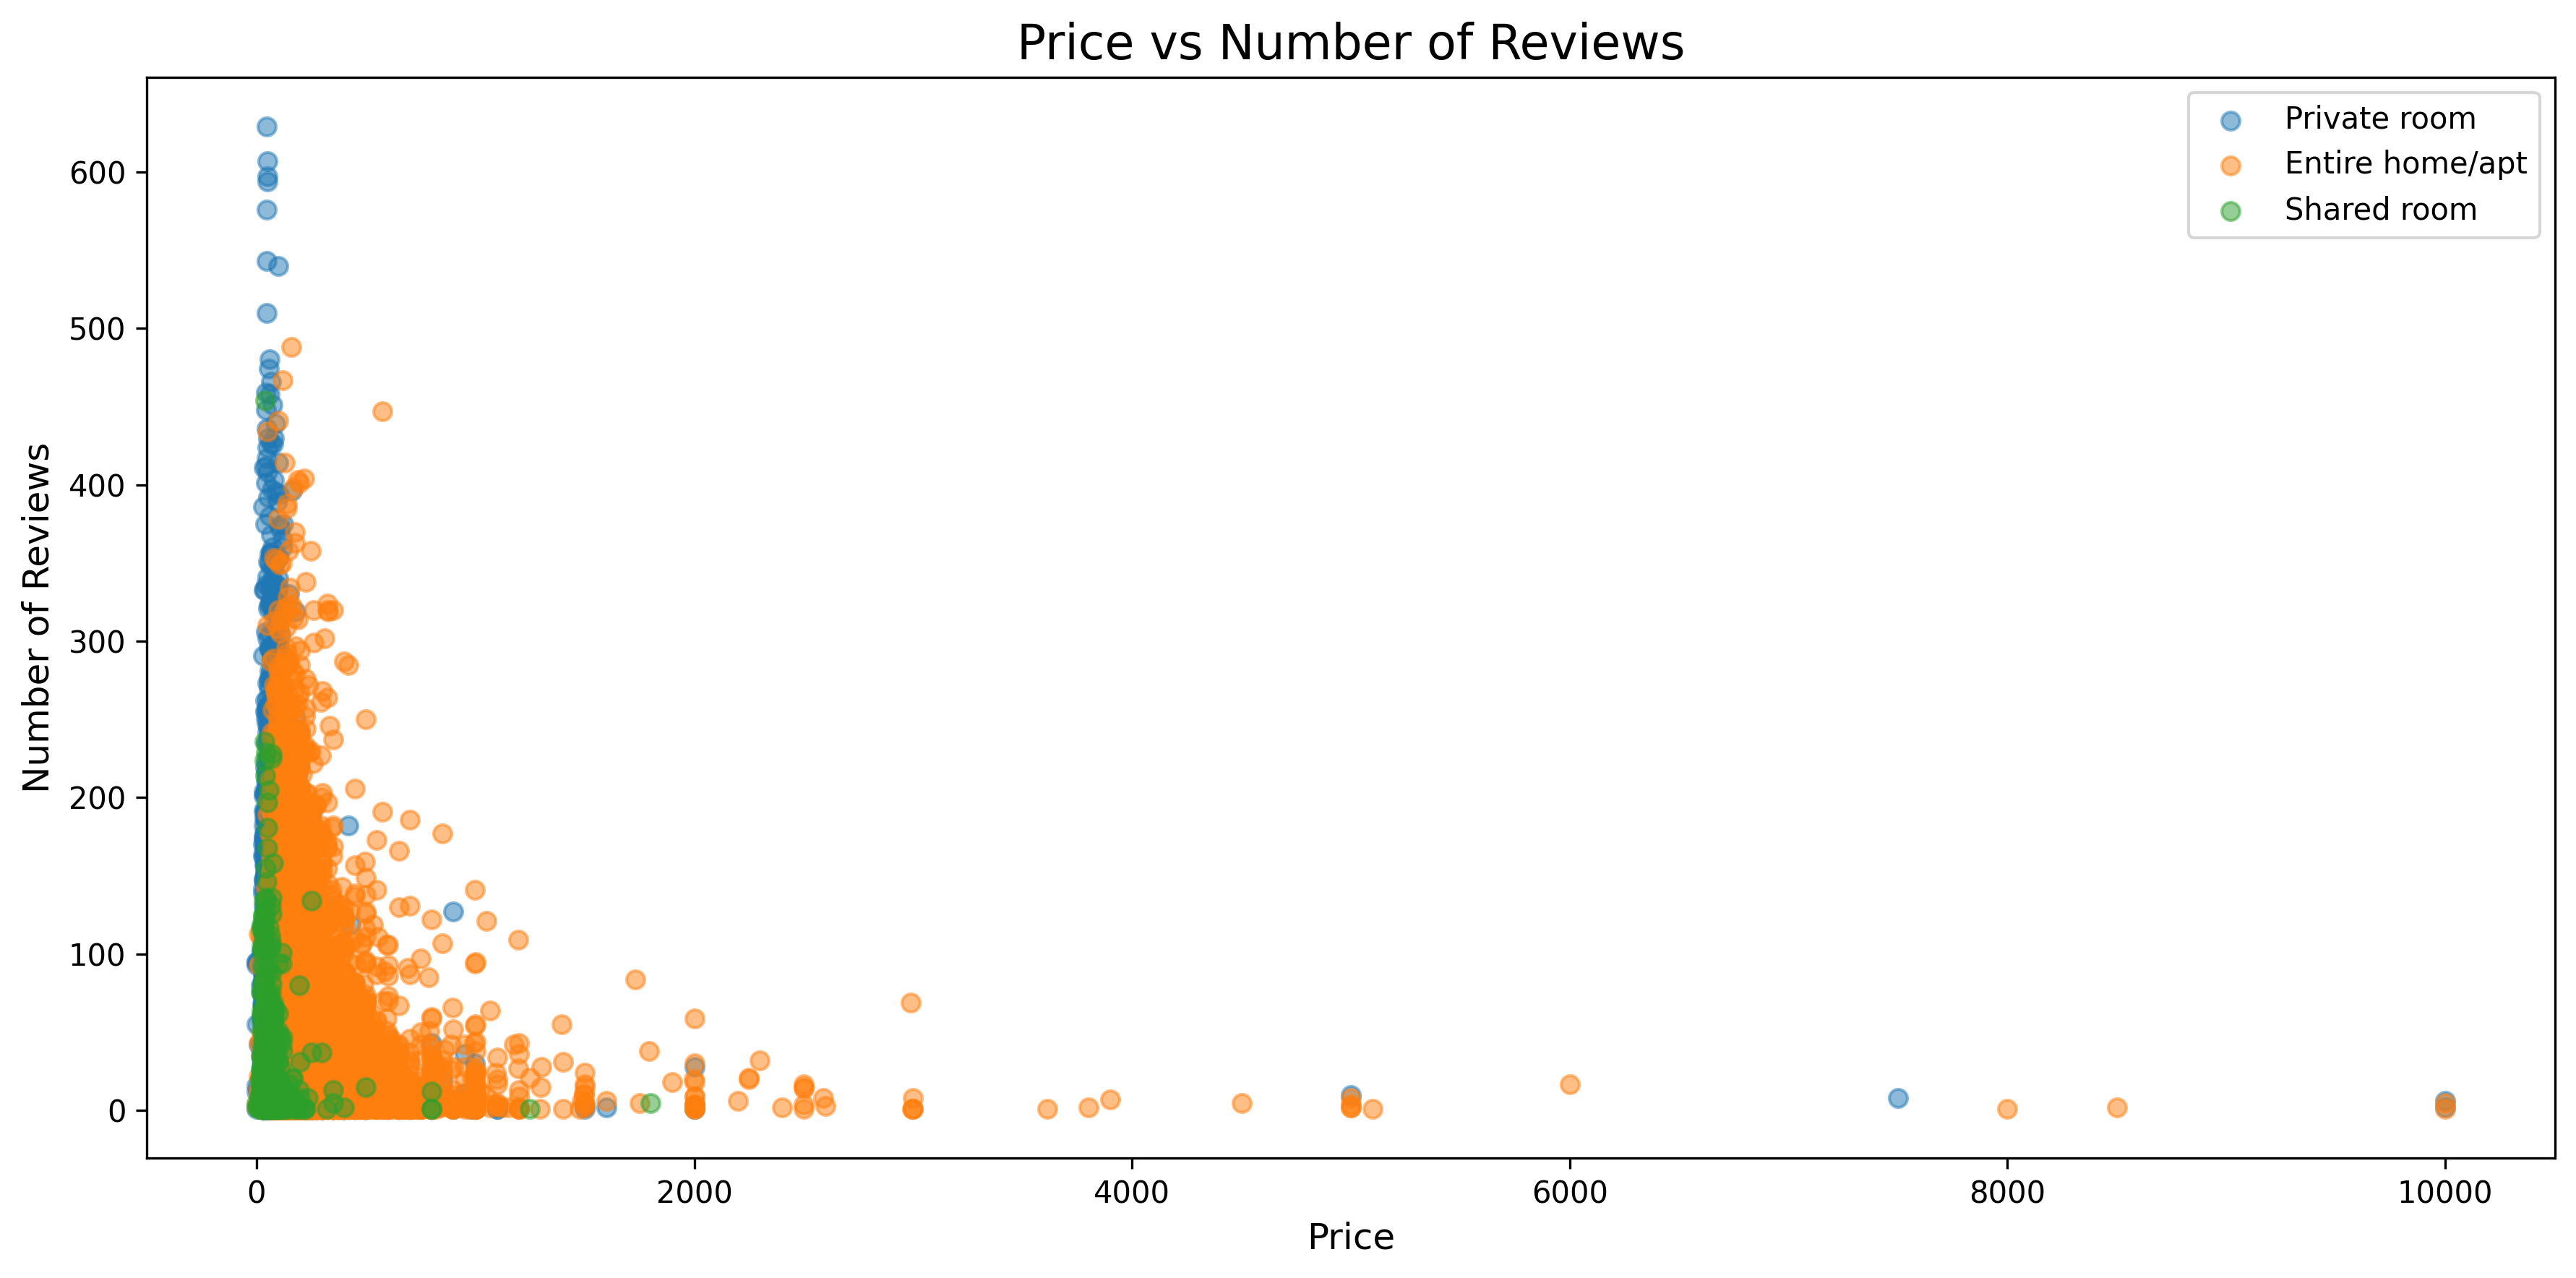 Price vs Number of Reviews
Private room
Entire home/apt
Shared room
Number of Reviews
600
500
400
300
200
100
0
0 2000 4000 6000 8000 10000
Price